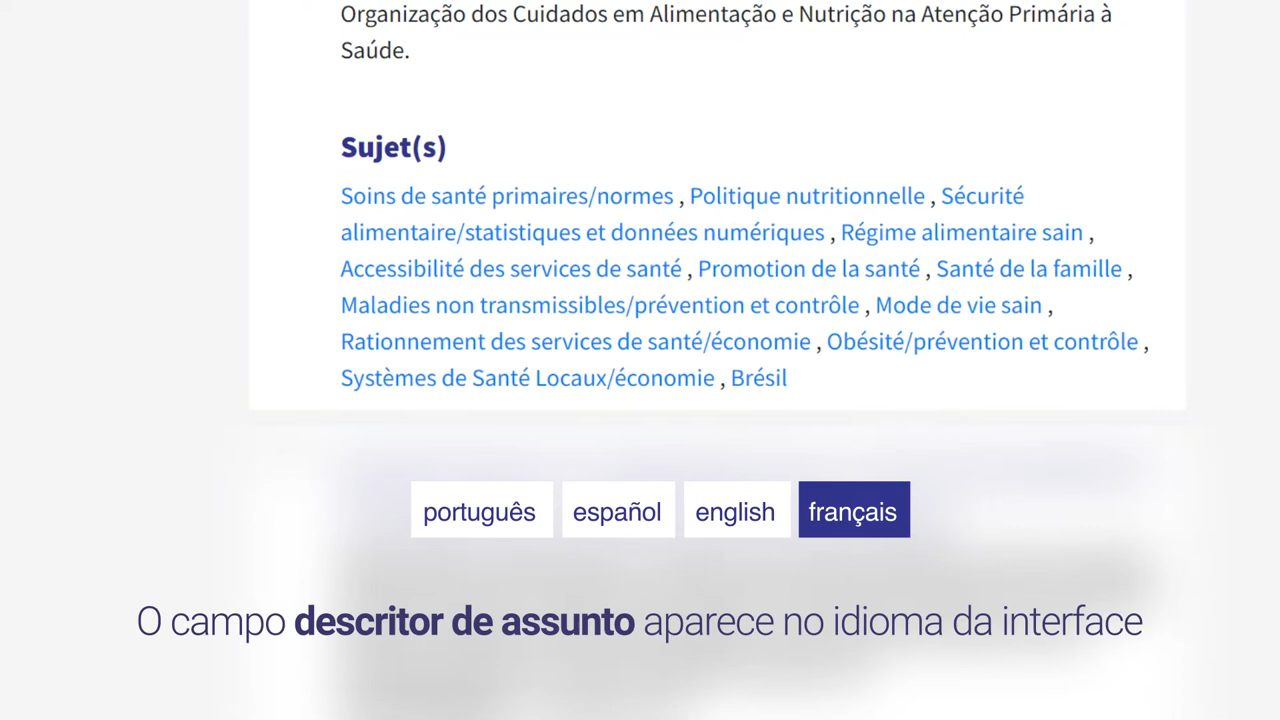 Organização dos Cuidados em Alimentação e Nutrição na Atenção Primária à
Saúde.
Sujet(s)
Soins de santé primaires/normes , Politique nutritionnelle , Sécurité
alimentaire/statistiques et données numériques , Régime alimentaire sain ,
Accessibilité des services de santé , Promotion de la santé , Santé de la famille ,
Maladies non transmissibles/prévention et contrôle , Mode de vie sain ,
Rationnement des services de santé/économie , Obésité/prévention et contrôle ,
Systèmes de Santé Locaux/économie , Brésil
português español english français
O campo descritor de assunto aparece no idioma da interface